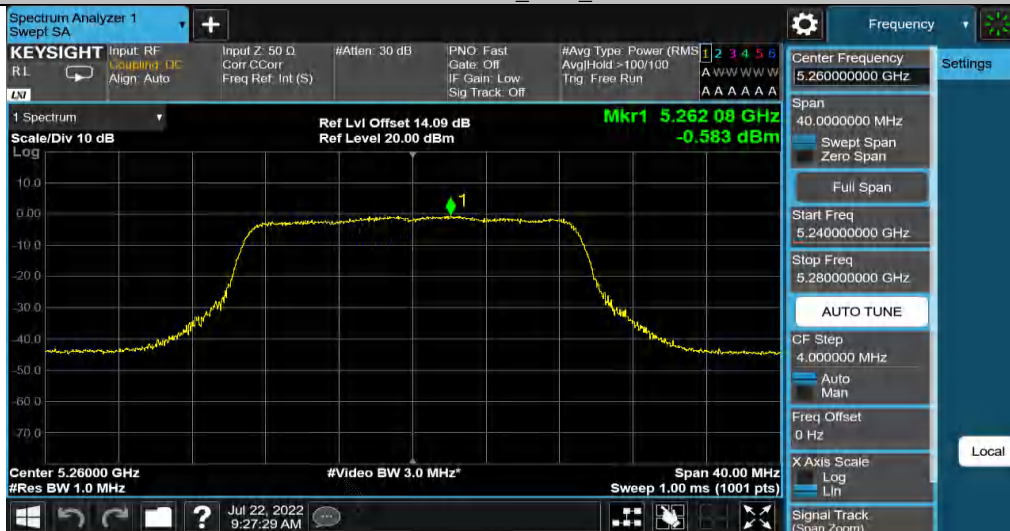 Spectrum Analyzer 1
Swept SA
+
Frequency
KEYSIGHT
RL
LXI
Input: RF
Coupling: DC
Align: Auto
Input Z: 50 Ω
Corr CCorr
Freq Ref: Int (S)
#Atten: 30 dB
PNO: Fast
Gate: Off
IF Gain: Low
Sig Track: Off
#Avg Type: Power (RMS
Avg|Hold >100/100
Trig: Free Run
1 2 3 4 5 6
A W W W W W
A A A A A A
Center Frequency
5.260000000 GHz
Settings
Span
40.0000000 MHz
Swept Span
Zero Span
Full Span
Start Freq
5.240000000 GHz
Stop Freq
5.280000000 GHz
AUTO TUNE
CF Step
4.000000 MHz
Auto
Man
Freq Offset
0 Hz
X Axis Scale
Log
Lin
Local
Signal Track
(Span Zoom)
1 Spectrum
Scale/Div 10 dB
Log
Ref Lvl Offset 14.09 dB
Ref Level 20.00 dBm
Mkr1 5.262 08 GHz
-0.583 dBm
1
10.0
0.00
-10.0
-20.0
-30.0
-40.0
-50.0
-60.0
-70.0
Center 5.26000 GHz
#Res BW 1.0 MHz
#Video BW 3.0 MHz*
Span 40.00 MHz
Sweep 1.00 ms (1001 pts)
?
Jul 22, 2022
9:27:29 AM